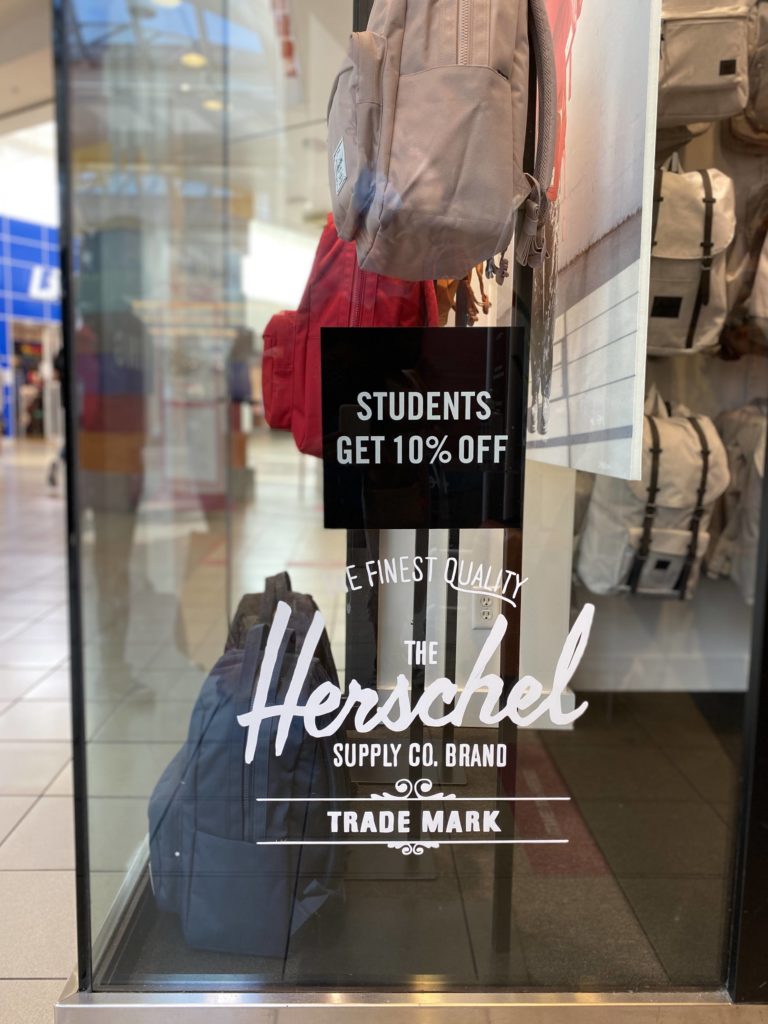 STUDENTS
GET 10% OFF
FINEST QUALITY
THE
Herschel
SUPPLY CO. BRAND
TRADE MARK